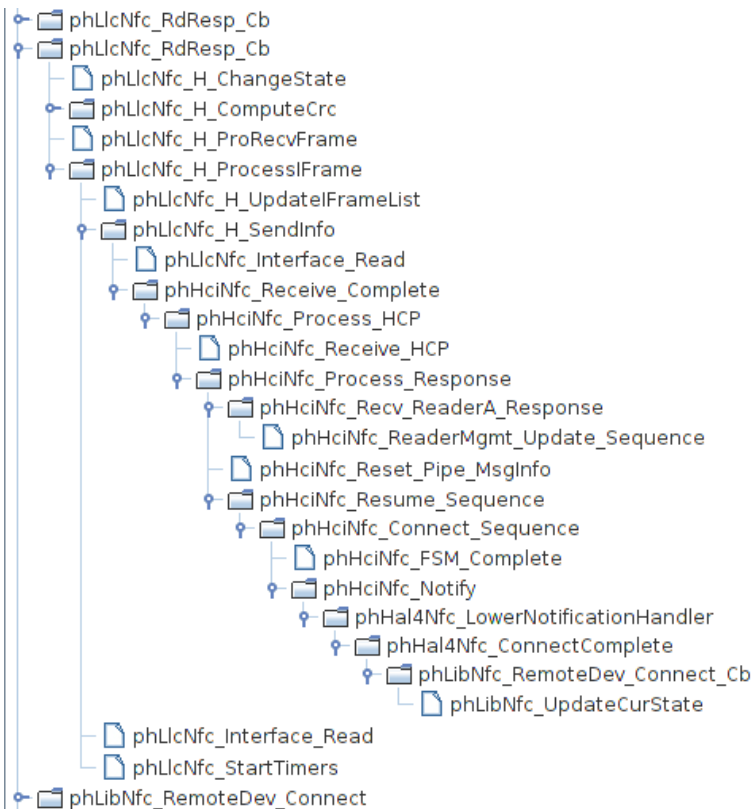 phLlcNfc_RdResp_Cb
phLlcNfc_RdResp_Cb
phLlcNfc_H_ChangeState
phLlcNfc_H_ComputeCrc
phLlcNfc_H_ProRecvFrame
phLlcNfc_H_ProcessIFrame
phLlcNfc_H_UpdateIFrameList
phLlcNfc_H_SendInfo
phLlcNfc_Interface_Read
phHciNfc_Receive_Complete
phHciNfc_Process_HCP
phHciNfc_Receive_HCP
phHciNfc_Process_Response
phHciNfc_Recv_ReaderA_Response
phHciNfc_ReaderMgmt_Update_Sequence
phHciNfc_Reset_Pipe_MsgInfo
phHciNfc_Resume_Sequence
phHciNfc_Connect_Sequence
phHciNfc_FSM_Complete
phHciNfc_Notify
phHal4Nfc_LowerNotificationHandler
phHal4Nfc_ConnectComplete
phLibNfc_RemoteDev_Connect_Cb
phLibNfc_UpdateCurState
phLlcNfc_Interface_Read
phLlcNfc_StartTimers
phLibNfc_RemoteDev_Connect